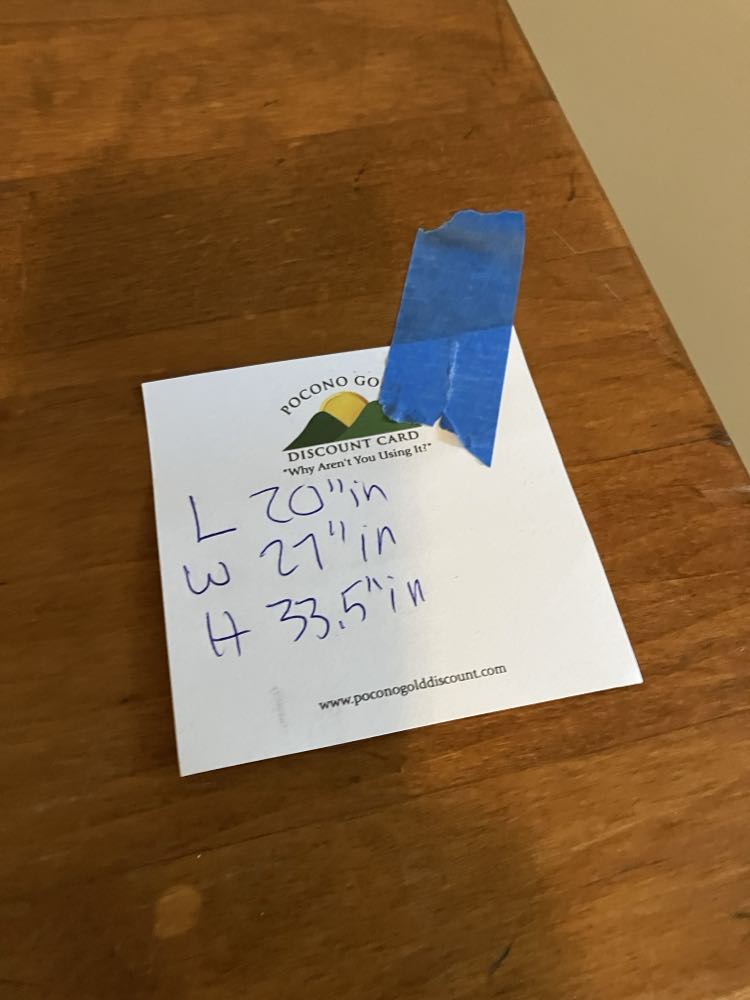 POCONO GO
DISCOUNT CARD
"Why Aren't You Using It?"
L 20"in
W 27"in
H 33.5"in
www.poconogolddiscount.com